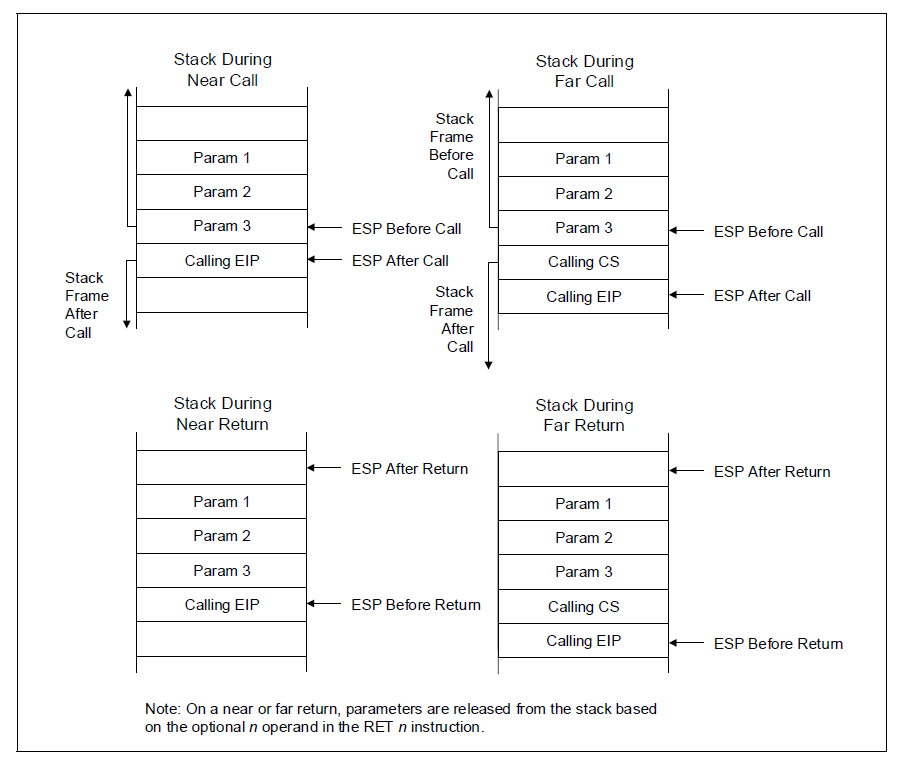 Stack During
Near Call
Param 1
Param 2
Param 3
Calling EIP
ESP Before Call
ESP After Call
Stack
Frame
After
Call
Stack During
Far Call
Stack
Frame
Before
Call
Param 1
Param 2
Param 3
Calling CS
Calling EIP
ESP Before Call
ESP After Call
Stack
Frame
After
Call
Stack During
Near Return
ESP After Return
Param 1
Param 2
Param 3
Calling EIP
ESP Before Return
Stack During
Far Return
ESP After Return
Param 1
Param 2
Param 3
Calling CS
Calling EIP
ESP Before Return
Note: On a near or far return, parameters are released from the stack based
on the optional n operand in the RET n instruction.